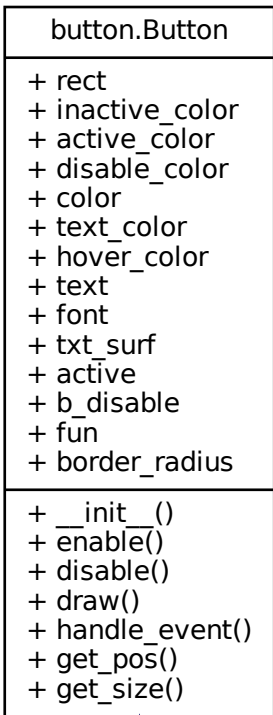 button.Button
+ rect
+ inactive_color
+ active_color
+ disable_color
+ color
+ text_color
+ hover_color
+ text
+ font
+ txt_surf
+ active
+ b_disable
+ fun
+ border_radius
+ __init__()
+ enable()
+ disable()
+ draw()
+ handle_event()
+ get_pos()
+ get_size()